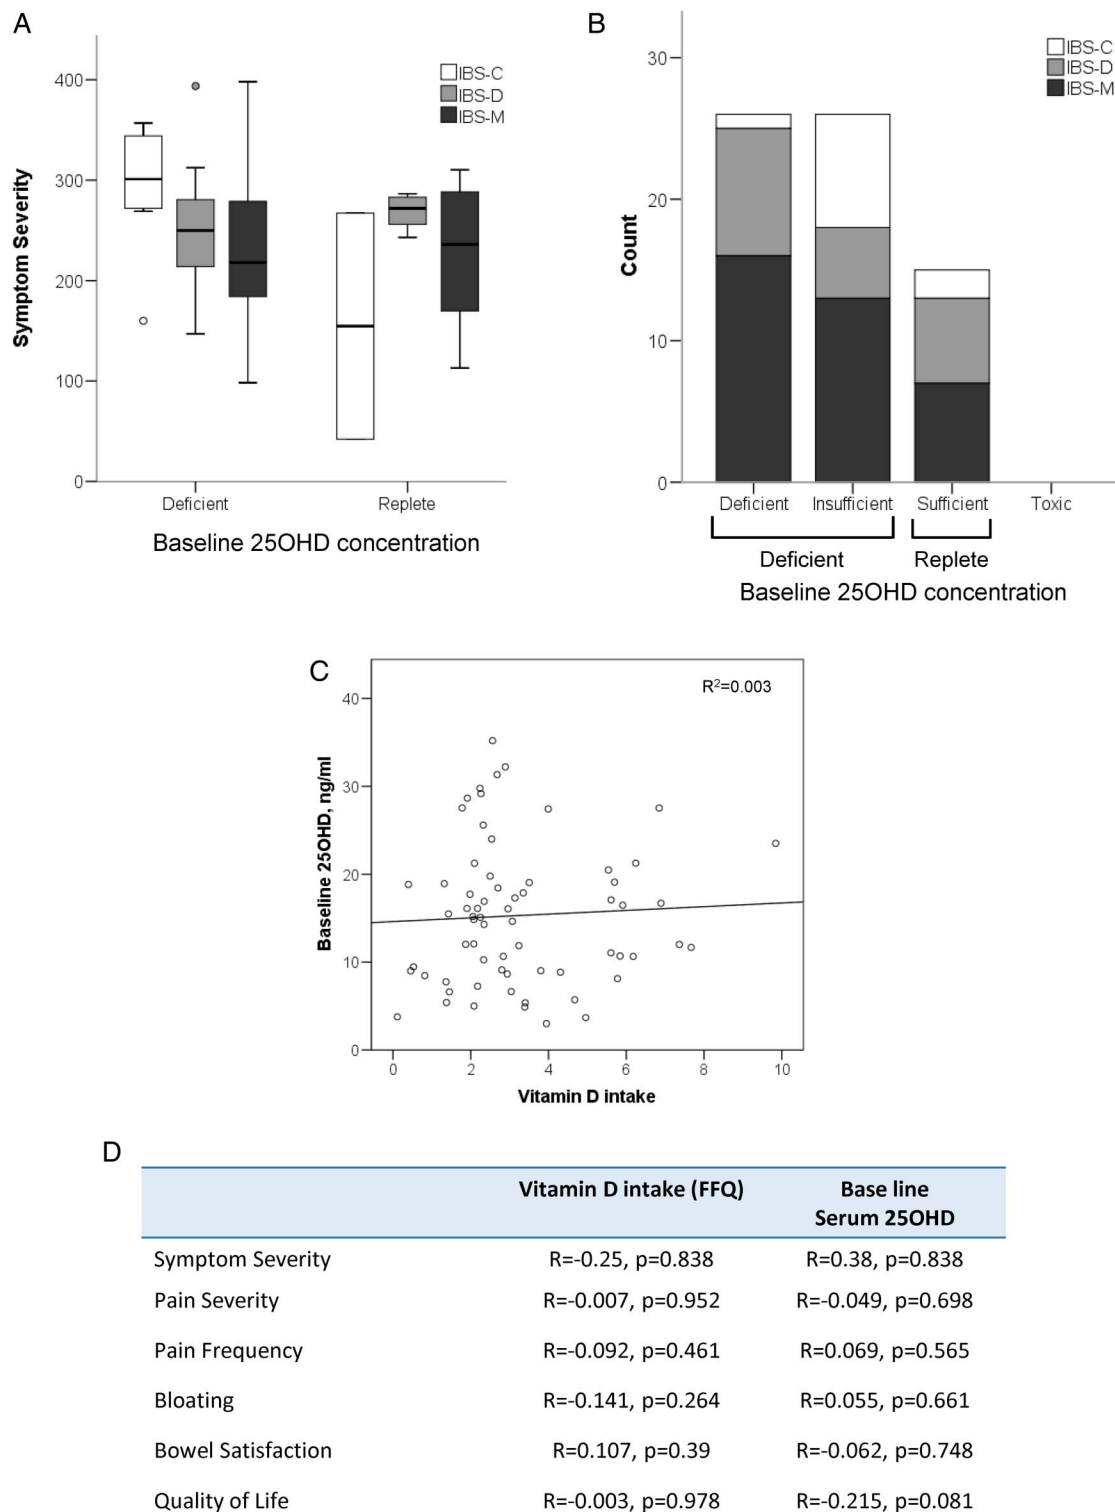 A
IBS-C
IBS-D
IBS-M
400
300
200
100
0
Symptom Severity
Deficient
Replete
Baseline 25OHD concentration
B
IBS-C
IBS-D
IBS-M
30
20
10
0
Count
Deficient
Insufficient
Sufficient
Toxic
Deficient
Replete
Baseline 25OHD concentration
C
R²=0.003
40
30
20
10
0
Baseline 25OHD, ng/ml
0
2
4
6
8
10
Vitamin D intake
D
Vitamin D intake (FFQ)
Base line
Serum 25OHD
Symptom Severity R=-0.25, p=0.838 R=0.38, p=0.838
Pain Severity R=-0.007, p=0.952 R=-0.049, p=0.698
Pain Frequency R=-0.092, p=0.461 R=0.069, p=0.565
Bloating R=-0.141, p=0.264 R=0.055, p=0.661
Bowel Satisfaction R=0.107, p=0.39 R=-0.062, p=0.748
Quality of Life R=-0.003, p=0.978 R=-0.215, p=0.081